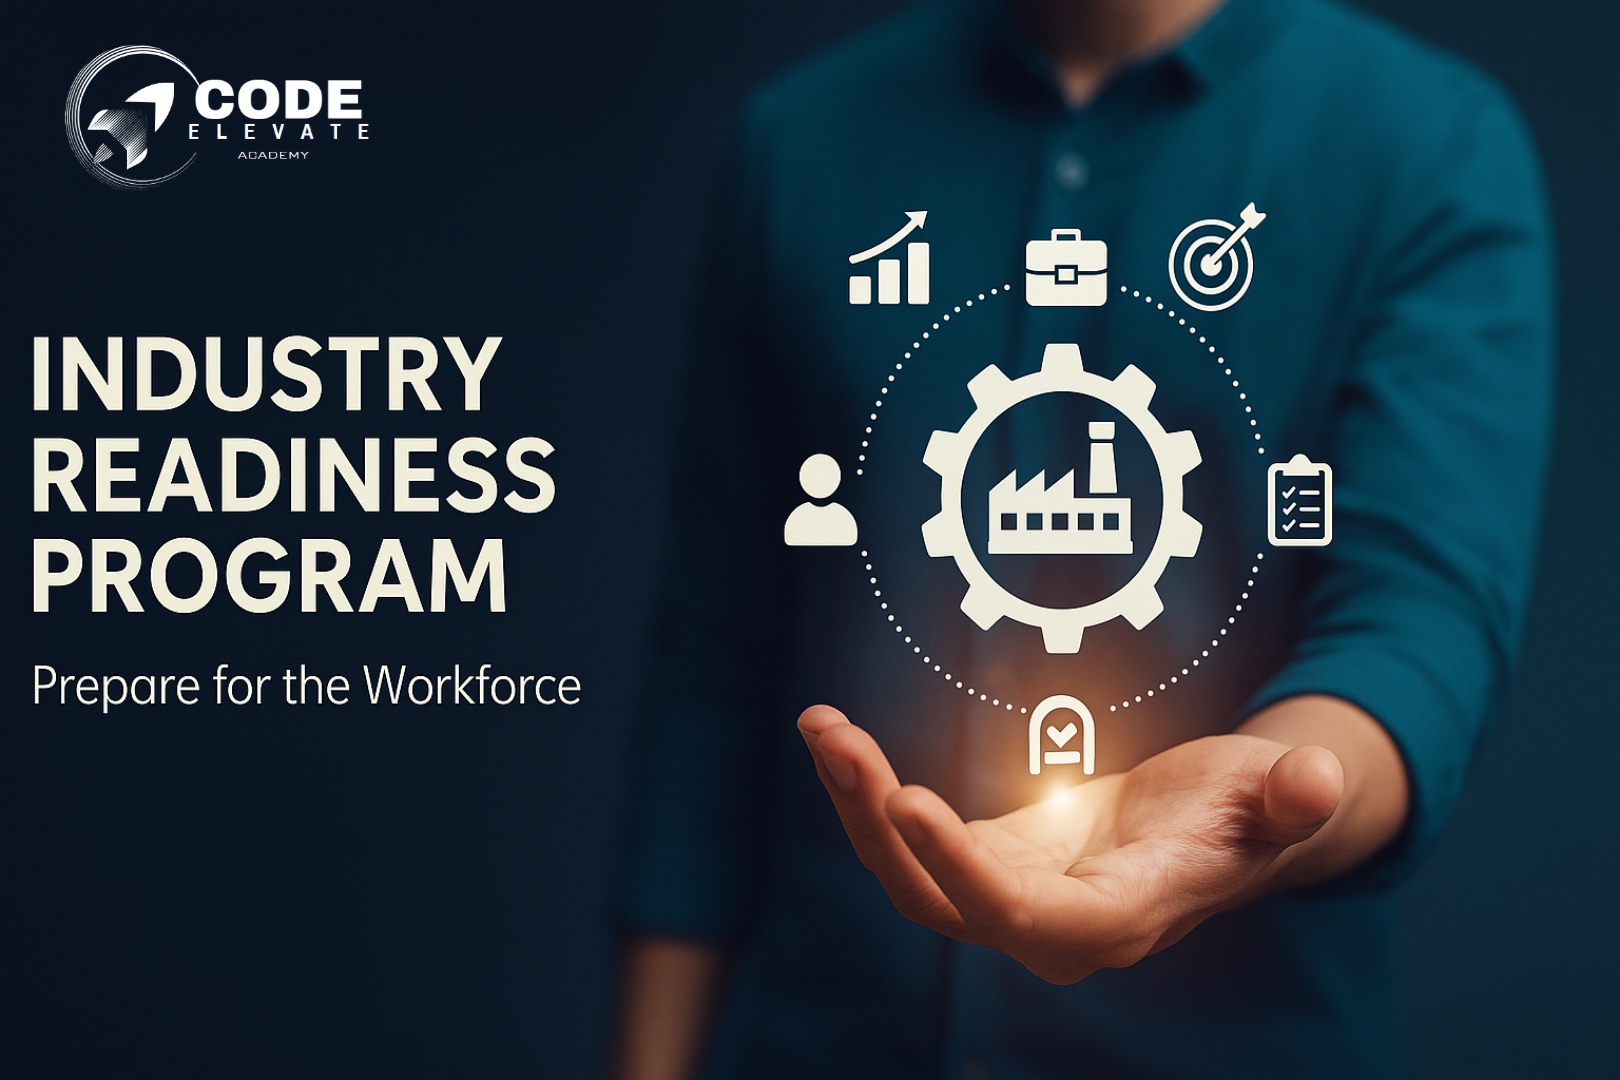 CODE
ELEVATE
ACADEMY
INDUSTRY
READINESS
PROGRAM
Prepare for the Workforce